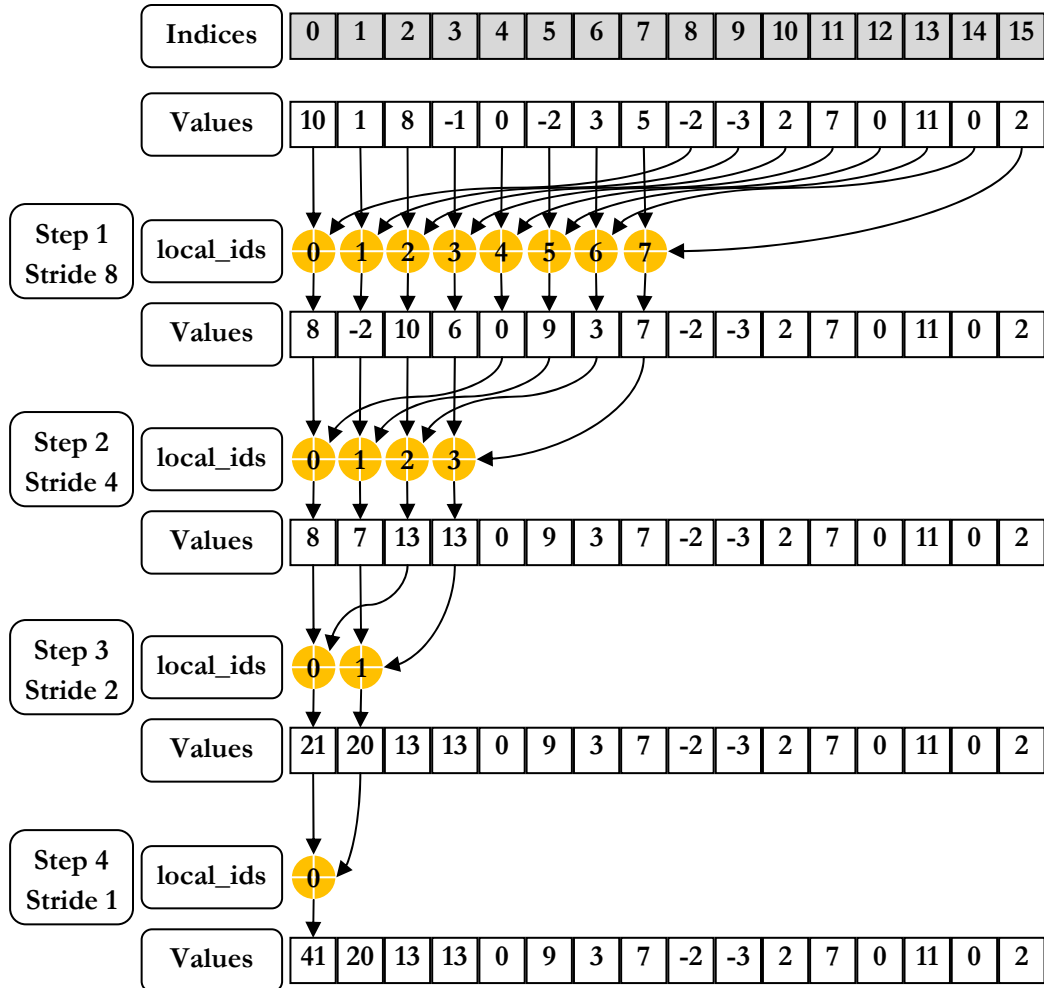 Indices 0 1 2 3 4 5 6 7 8 9 10 11 12 13 14 15
Values 10 1 8 -1 0 -2 3 5 -2 -3 2 7 0 11 0 2
Step 1
Stride 8
local_ids 0 1 2 3 4 5 6 7
Values 8 -2 10 6 0 9 3 7 -2 -3 2 7 0 11 0 2
Step 2
Stride 4
local_ids 0 1 2 3
Values 8 7 13 13 0 9 3 7 -2 -3 2 7 0 11 0 2
Step 3
Stride 2
local_ids 0 1
Values 21 20 13 13 0 9 3 7 -2 -3 2 7 0 11 0 2
Step 4
Stride 1
local_ids 0
Values 41 20 13 13 0 9 3 7 -2 -3 2 7 0 11 0 2